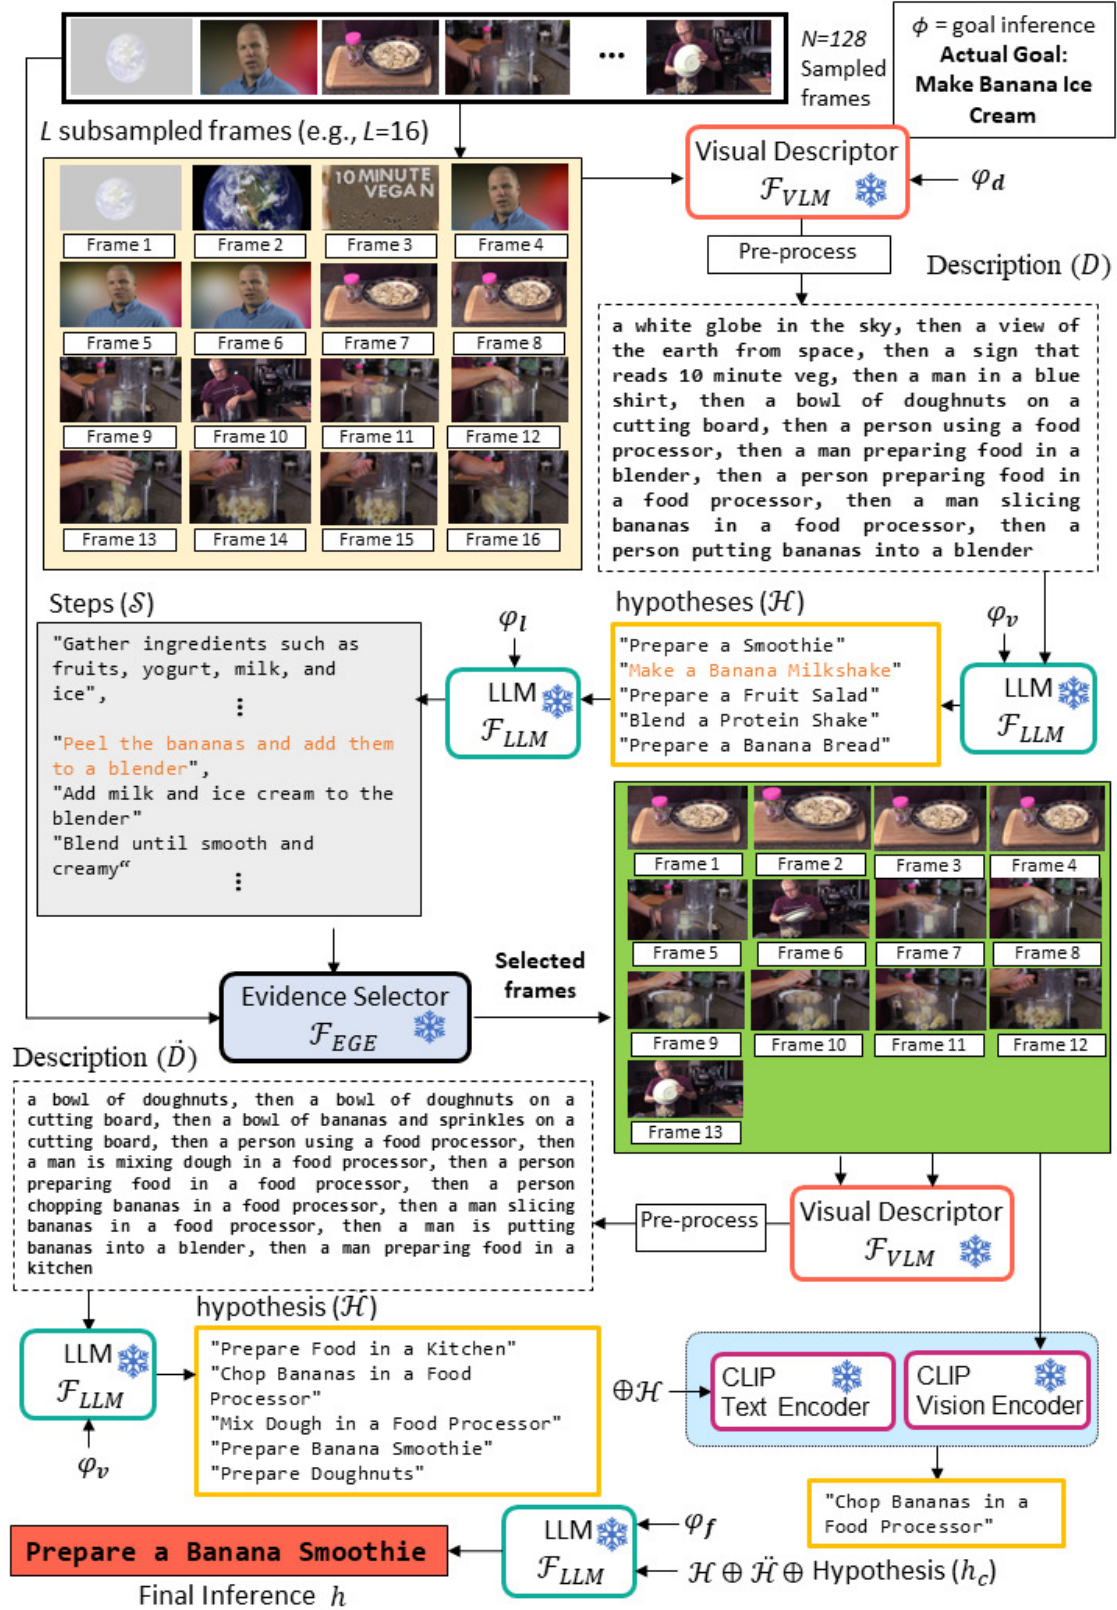 N=128
Sampled
frames
ϕ = goal inference
Actual Goal:
Make Banana Ice
Cream
L subsampled frames (e.g., L=16)
10 MINUTE
VEGAN
Frame 1
Frame 2
Frame 3
Frame 4
Frame 5
Frame 6
Frame 7
Frame 8
Frame 9
Frame 10
Frame 11
Frame 12
Frame 13
Frame 14
Frame 15
Frame 16
Visual Descriptor
ℱVLM
φd
Pre-process
Description (D)
a white globe in the sky, then a view of
the earth from space, then a sign that
reads 10 minute veg, then a man in a blue
shirt, then a bowl of doughnuts on a
cutting board, then a person using a food
processor, then a man preparing food in a
blender, then a person preparing food in
a food processor, then a man slicing
bananas in a food processor, then a
person putting bananas into a blender
φv
LLM
ℱLLM
hypotheses (ℋ)
"Prepare a Smoothie"
"Make a Banana Milkshake"
"Prepare a Fruit Salad"
"Blend a Protein Shake"
"Prepare a Banana Bread"
φl
LLM
ℱLLM
Steps (𝒮)
"Gather ingredients such as
fruits, yogurt, milk, and
ice",
⋮
"Peel the bananas and add them
to a blender",
"Add milk and ice cream to the
blender"
"Blend until smooth and
creamy“
⋮
Evidence Selector
ℱEGE
Selected
frames
Frame 1
Frame 2
Frame 3
Frame 4
Frame 5
Frame 6
Frame 7
Frame 8
Frame 9
Frame 10
Frame 11
Frame 12
Frame 13
Visual Descriptor
ℱVLM
Pre-process
Description (D̈)
a bowl of doughnuts, then a bowl of doughnuts on a
cutting board, then a bowl of bananas and sprinkles on a
cutting board, then a person using a food processor, then
a man is mixing dough in a food processor, then a person
preparing food in a food processor, then a person
chopping bananas in a food processor, then a man slicing
bananas in a food processor, then a man is putting
bananas into a blender, then a man preparing food in a
kitchen
LLM
ℱLLM
φv
hypothesis (ℋ̈)
"Prepare Food in a Kitchen"
"Chop Bananas in a Food
Processor"
"Mix Dough in a Food Processor"
"Prepare Banana Smoothie"
"Prepare Doughnuts"
⊕ℋ
CLIP
Text Encoder
CLIP
Vision Encoder
"Chop Bananas in a
Food Processor"
φf
ℋ ⊕ ℋ̈ ⊕ Hypothesis (hc)
LLM
ℱLLM
Prepare a Banana Smoothie
Final Inference h